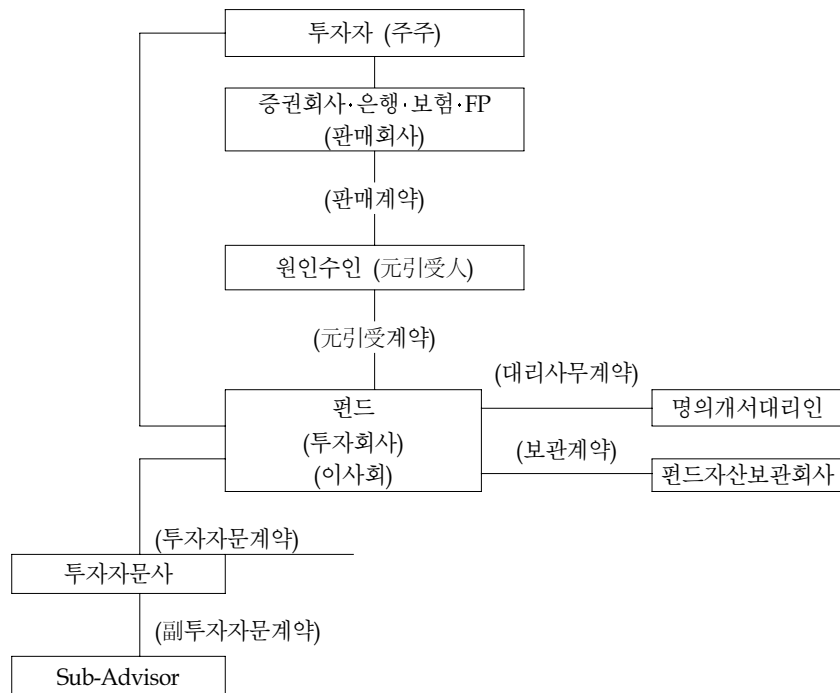 투자자 (주주)
증권회사·은행·보험·FP
(판매회사)
(판매계약)
원인수인 (元引受人)
(元引受계약)
(대리사무계약)
펀드
명의개서대리인
(투자회사)
(보관계약)
(이사회)
펀드자산보관회사
(투자자문계약)
투자자문사
(副투자자문계약)
Sub-Advisor